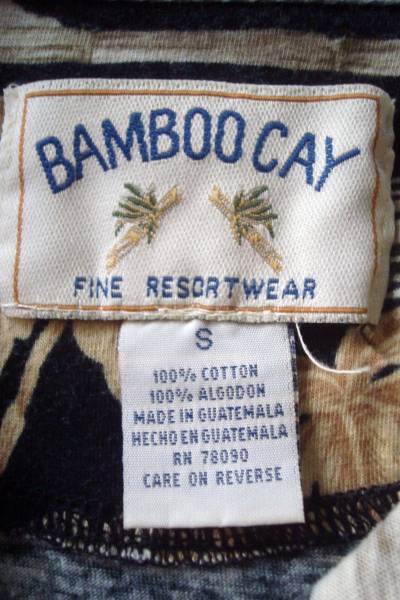 BAMBOO CAY
FINE RESORTWEAR
S
100% COTTON
100% ALGODON
MADE IN GUATEMALA
HECHO EN GUATEMALA
RN 78090
CARE ON REVERSE